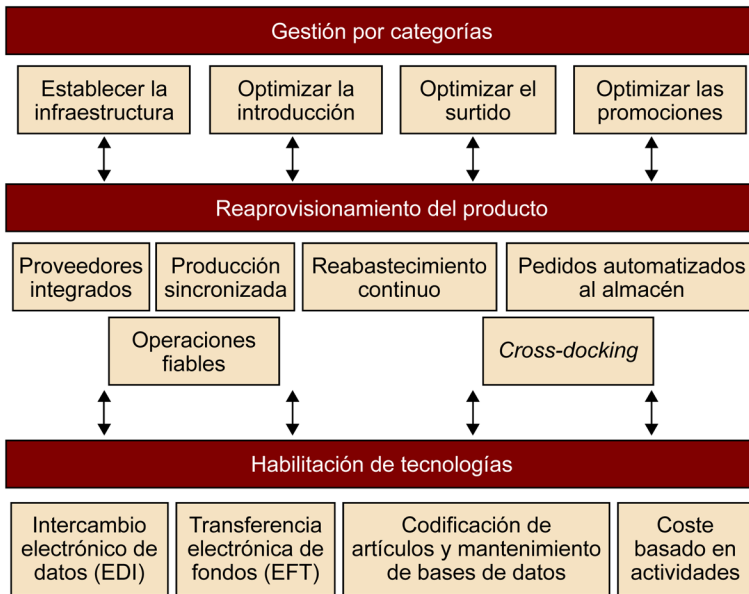 Gestión por categorías
Establecer la
infraestructura
Optimizar la
introducción
Optimizar el
surtido
Optimizar las
promociones
Reaprovisionamiento del producto
Proveedores
integrados
Producción
sincronizada
Reabastecimiento
continuo
Pedidos automatizados
al almacén
Operaciones
fiables
Cross-docking
Habilitación de tecnologías
Intercambio
electrónico de
datos (EDI)
Transferencia
electrónica de
fondos (EFT)
Codificación de
artículos y mantenimiento
de bases de datos
Coste
basado en
actividades